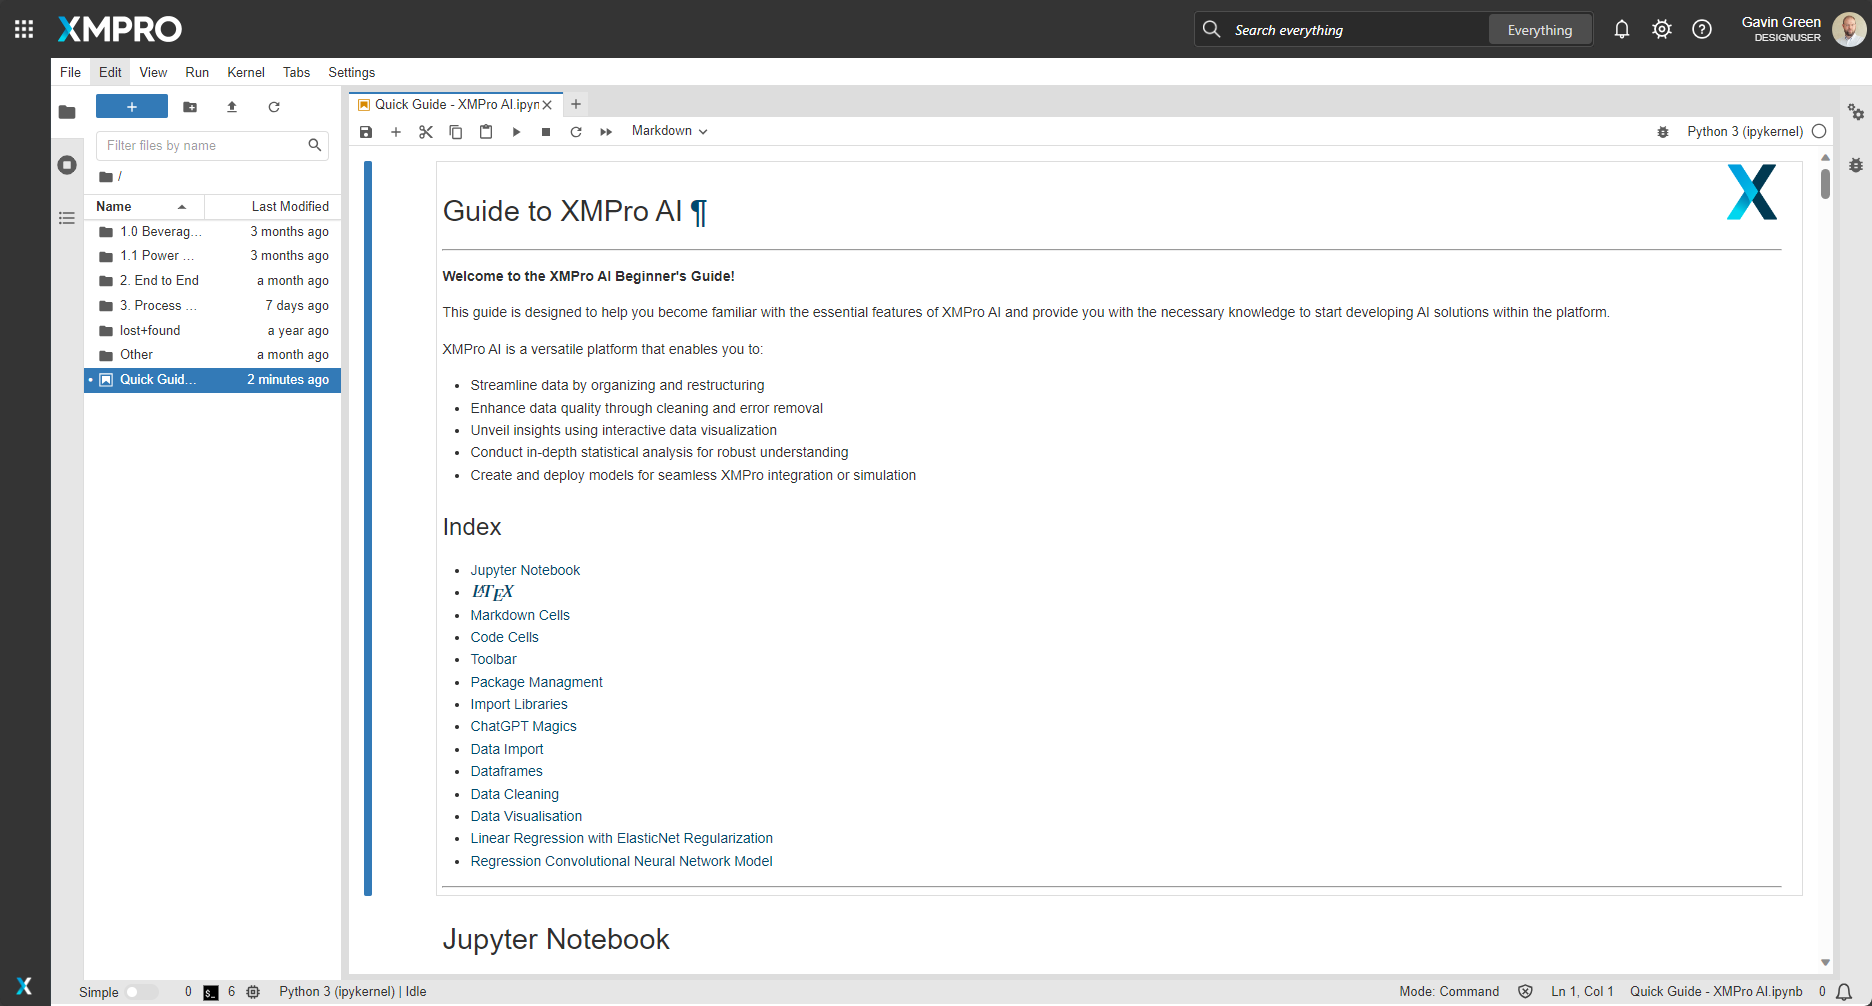 XMPRO
Search everything
Everything
Gavin Green
DESIGNUSER
File Edit View Run Kernel Tabs Settings
+
Filter files by name
/
Name Last Modified
1.0 Beverag... 3 months ago
1.1 Power ... 3 months ago
2. End to End a month ago
3. Process ... 7 days ago
lost+found a year ago
Other a month ago
Quick Guid... 2 minutes ago
Quick Guide - XMPro AI.ipyn
Markdown
Python 3 (ipykernel)
Guide to XMPro AI ¶
Welcome to the XMPro AI Beginner's Guide!
This guide is designed to help you become familiar with the essential features of XMPro AI and provide you with the necessary knowledge to start developing AI solutions within the platform.
XMPro AI is a versatile platform that enables you to:
• Streamline data by organizing and restructuring
• Enhance data quality through cleaning and error removal
• Unveil insights using interactive data visualization
• Conduct in-depth statistical analysis for robust understanding
• Create and deploy models for seamless XMPro integration or simulation
Index
• Jupyter Notebook
• LATEX
• Markdown Cells
• Code Cells
• Toolbar
• Package Managment
• Import Libraries
• ChatGPT Magics
• Data Import
• Dataframes
• Data Cleaning
• Data Visualisation
• Linear Regression with ElasticNet Regularization
• Regression Convolutional Neural Network Model
Jupyter Notebook
Simple 0 $_ 6 Python 3 (ipykernel) | Idle
Mode: Command Ln 1, Col 1 Quick Guide - XMPro AI.ipynb 0